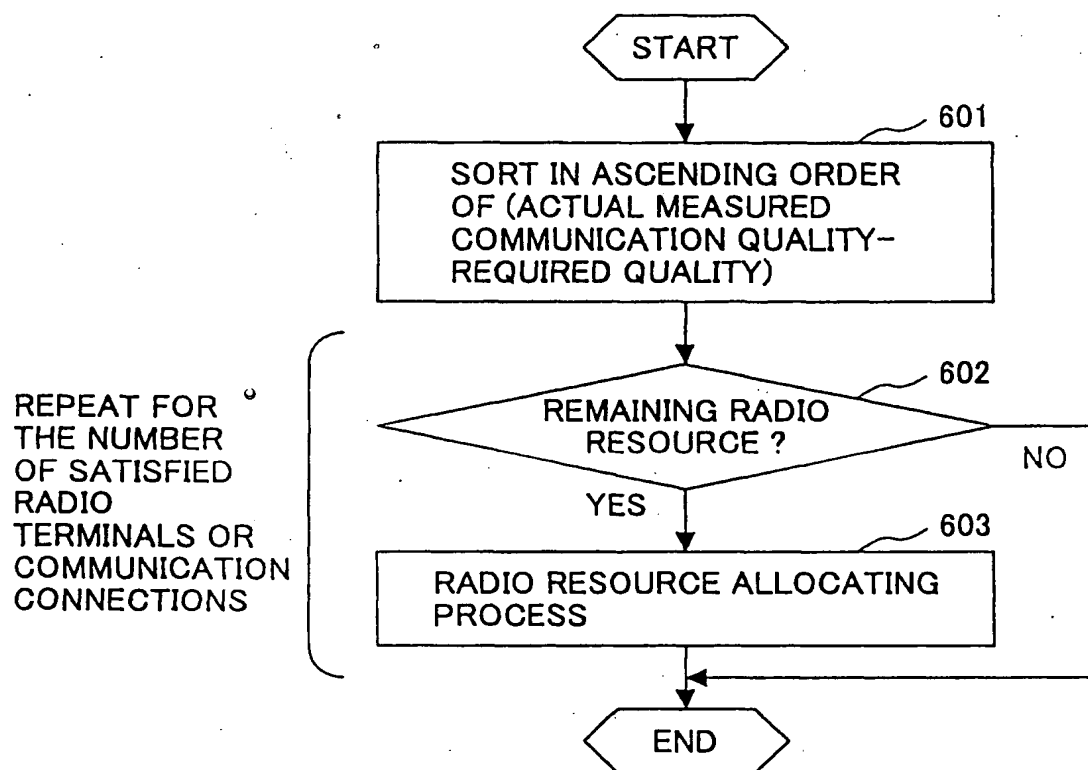 START
601
SORT IN ASCENDING ORDER
OF (ACTUAL MEASURED
COMMUNICATION QUALITY-
REQUIRED QUALITY)
602
REMAINING RADIO
RESOURCE ?
NO
YES
REPEAT FOR
THE NUMBER
OF SATISFIED
RADIO
TERMINALS OR
COMMUNICATION
CONNECTIONS
603
RADIO RESOURCE ALLOCATING
PROCESS
END